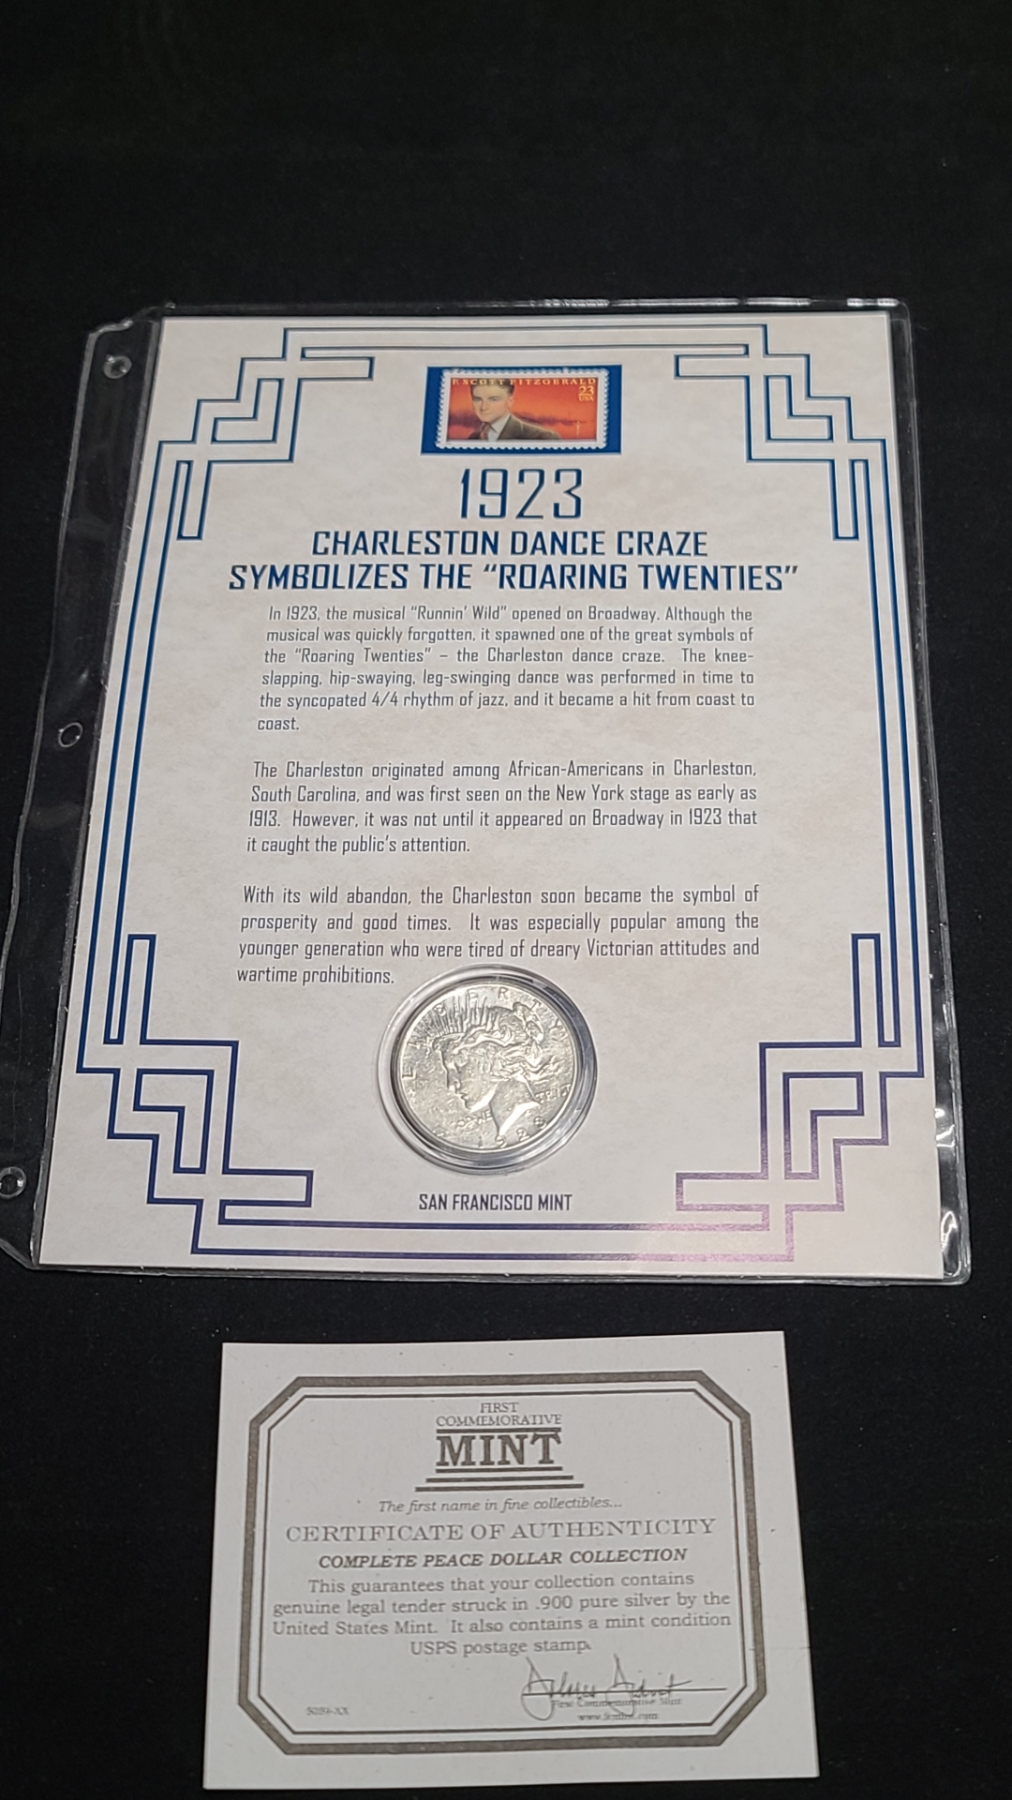 F. SCOTT FITZGERALD
23
USA
1923
CHARLESTON DANCE CRAZE
SYMBOLIZES THE "ROARING TWENTIES"
In 1923, the musical "Runnin' Wild" opened on Broadway. Although the
musical was quickly forgotten, it spawned one of the great symbols of
the "Roaring Twenties" – the Charleston dance craze. The knee-
slapping, hip-swaying, leg-swinging dance was performed in time to
the syncopated 4/4 rhythm of jazz, and it became a hit from coast to
coast.
The Charleston originated among African-Americans in Charleston,
South Carolina, and was first seen on the New York stage as early as
1913. However, it was not until it appeared on Broadway in 1923 that
it caught the public's attention.
With its wild abandon, the Charleston soon became the symbol of
prosperity and good times. It was especially popular among the
younger generation who were tired of dreary Victorian attitudes and
wartime prohibitions.
SAN FRANCISCO MINT
FIRST
COMMEMORATIVE
MINT
The first name in fine collectibles...
CERTIFICATE OF AUTHENTICITY
COMPLETE PEACE DOLLAR COLLECTION
This guarantees that your collection contains
genuine legal tender struck in .900 pure silver by the
United States Mint. It also contains a mint condition
USPS postage stamp.
First Commemorative Mint